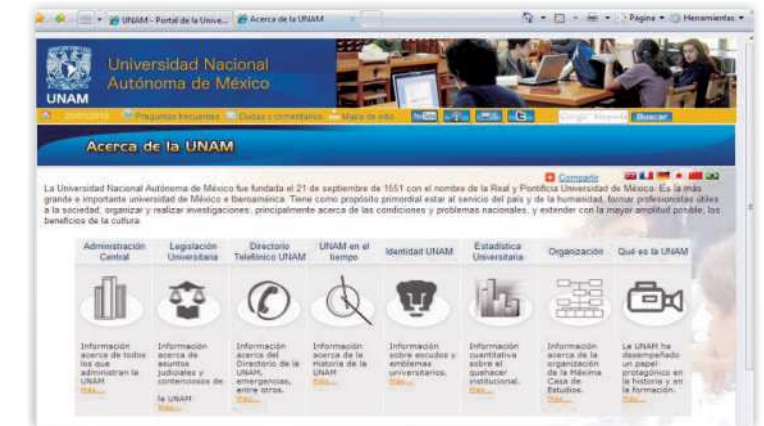 UNAM - Portal de la Unive...
Acerca de la UNAM
Página
Herramientas
Universidad Nacional
Autónoma de México
UNAM
Preguntas frecuentes
Dudas y comentarios
Mapa de sitio
Buscar
Acerca de la UNAM
Compartir
La Universidad Nacional Autónoma de México fue fundada el 21 de septiembre de 1551 con el nombre de la Real y Pontificia Universidad de México. Es la más
grande e importante universidad de México e Iberoamérica. Tiene como propósito primordial estar al servicio del país y de la humanidad, formar profesionistas útiles
a la sociedad, organizar y realizar investigaciones, principalmente acerca de las condiciones y problemas nacionales, y extender con la mayor amplitud posible, los
beneficios de la cultura.
Administración
Central
Legislación
Universitaria
Directorio
Telefónico UNAM
UNAM en el
tiempo
Identidad UNAM
Estadística
Universitaria
Organización
Qué es la UNAM
Información
acerca de todos
los que
administran la
UNAM
Más...
Información
acerca de
asuntos
judiciales y
contenciosos de
la UNAM
Más...
Información
acerca del
Directorio de la
UNAM,
emergencias,
entre otros.
Más...
Información
acerca de la
historia de la
UNAM
Más...
Información
sobre escudos y
emblemas
universitarios.
Más...
Información
cuantitativa
sobre el
quehacer
institucional.
Más...
Información
acerca de la
organización
de la Máxima
Casa de
Estudios.
Más...
La UNAM ha
desempeñado
un papel
protagónico en
la historia y en
la formación.
Más...